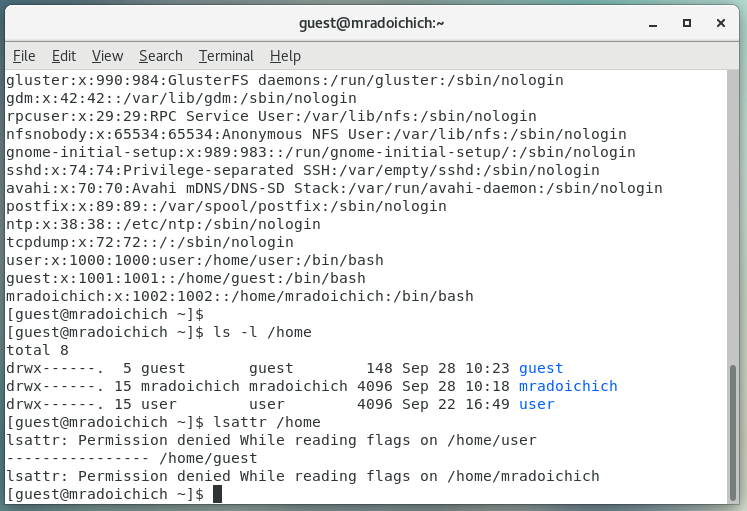 guest@mradoichich:~
File Edit View Search Terminal Help
gluster:x:990:984:GlusterFS daemons:/run/gluster:/sbin/nologin
gdm:x:42:42::/var/lib/gdm:/sbin/nologin
rpcuser:x:29:29:RPC Service User:/var/lib/nfs:/sbin/nologin
nfsnobody:x:65534:65534:Anonymous NFS User:/var/lib/nfs:/sbin/nologin
gnome-initial-setup:x:989:983::/run/gnome-initial-setup/:/sbin/nologin
sshd:x:74:74:Privilege-separated SSH:/var/empty/sshd:/sbin/nologin
avahi:x:70:70:Avahi mDNS/DNS-SD Stack:/var/run/avahi-daemon:/sbin/nologin
postfix:x:89:89::/var/spool/postfix:/sbin/nologin
ntp:x:38:38::/etc/ntp:/sbin/nologin
tcpdump:x:72:72::/:/sbin/nologin
user:x:1000:1000:user:/home/user:/bin/bash
guest:x:1001:1001::/home/guest:/bin/bash
mradoichich:x:1002:1002::/home/mradoichich:/bin/bash
[guest@mradoichich ~]$
[guest@mradoichich ~]$ ls -l /home
total 8
drwx------.  5 guest       guest        148 Sep 28 10:23 guest
drwx------. 15 mradoichich mradoichich 4096 Sep 28 10:18 mradoichich
drwx------. 15 user        user        4096 Sep 22 16:49 user
[guest@mradoichich ~]$ lsattr /home
lsattr: Permission denied While reading flags on /home/user
---------------- /home/guest
lsattr: Permission denied While reading flags on /home/mradoichich
[guest@mradoichich ~]$